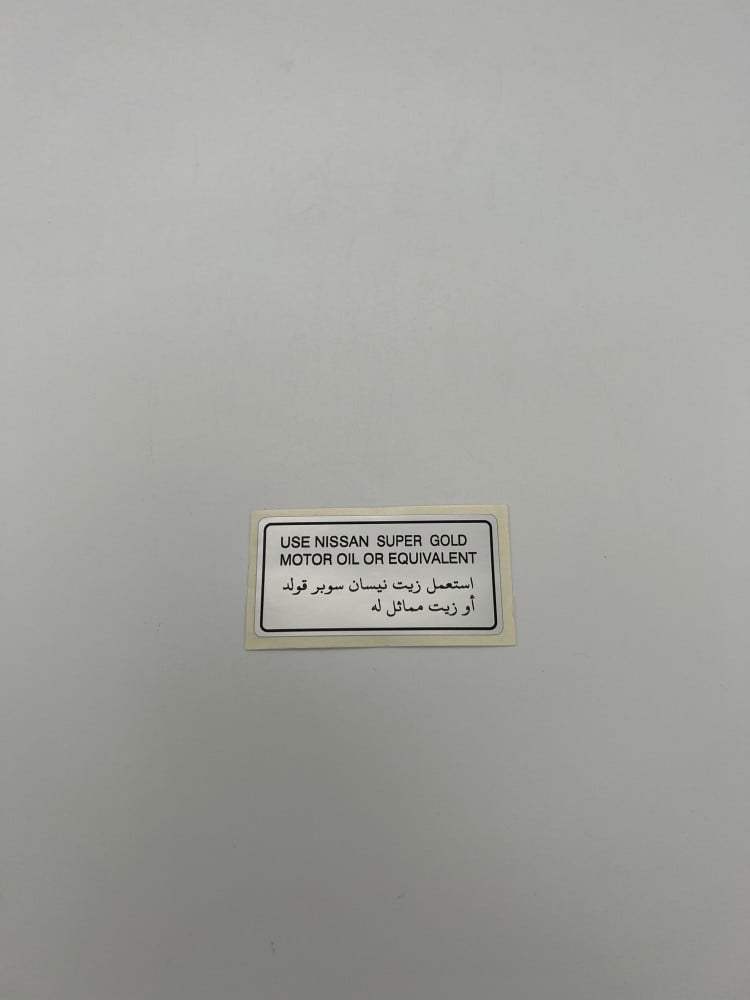 USE NISSAN SUPER GOLD
MOTOR OIL OR EQUIVALENT
استعمل زيت نيسان سوبر قولد
أو زيت مماثل له